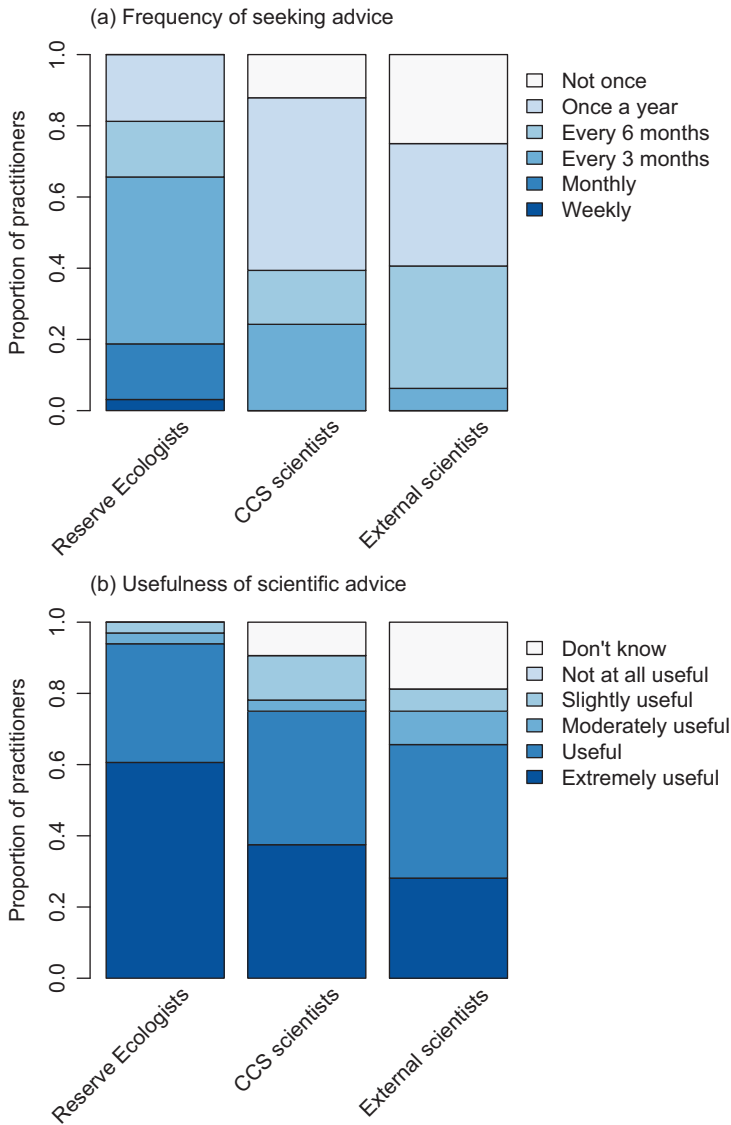 (a) Frequency of seeking advice
Proportion of practitioners
1.0
0.8
0.6
0.4
0.2
0.0
Reserve Ecologists
CCS scientists
External scientists
Not once
Once a year
Every 6 months
Every 3 months
Monthly
Weekly
(b) Usefulness of scientific advice
Proportion of practitioners
1.0
0.8
0.6
0.4
0.2
0.0
Reserve Ecologists
CCS scientists
External scientists
Don't know
Not at all useful
Slightly useful
Moderately useful
Useful
Extremely useful